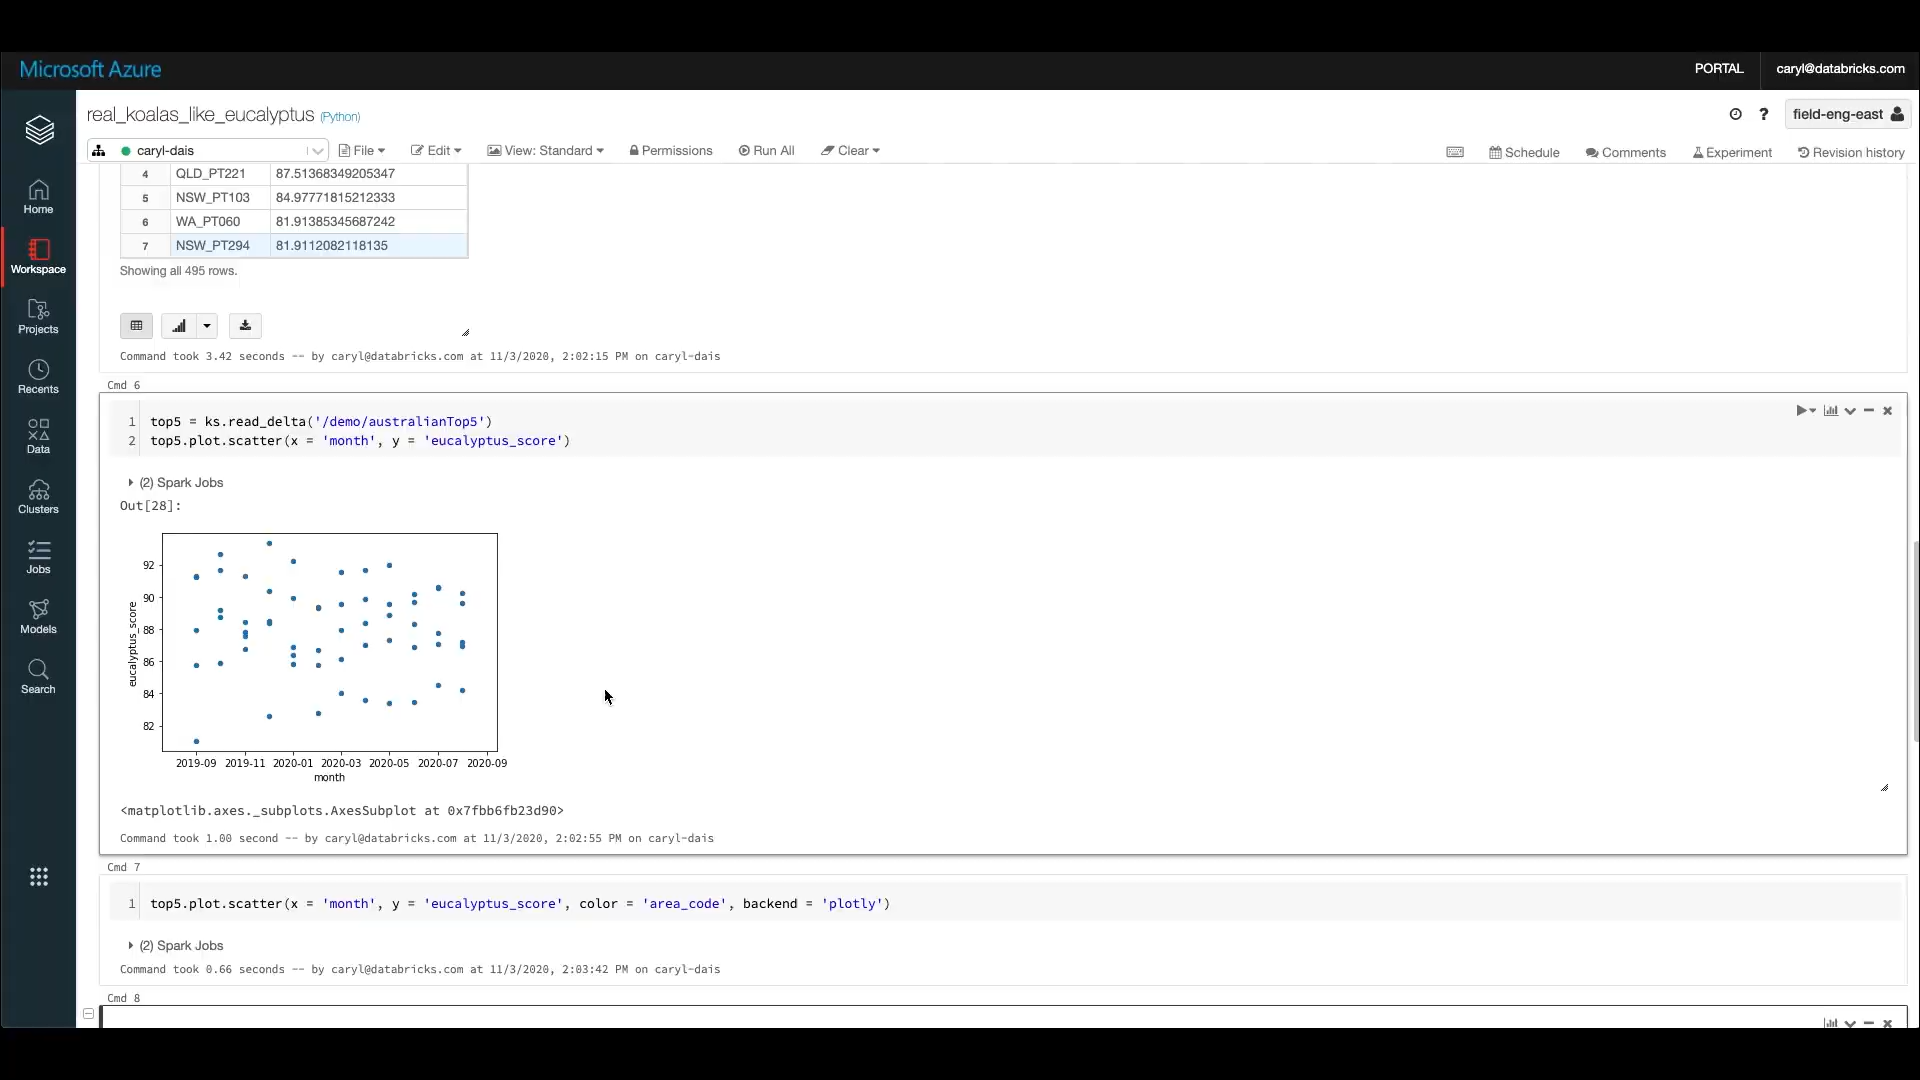 Microsoft Azure
PORTAL
caryl@databricks.com
real_koalas_like_eucalyptus (Python)
? field-eng-east
caryl-dais File Edit View: Standard Permissions Run All Clear
Schedule Comments Experiment Revision history
Home
Workspace
Projects
Recents
Data
Clusters
Jobs
Models
Search
4 QLD_PT221 87.51368349205347
5 NSW_PT103 84.97771815212333
6 WA_PT060 81.91385345687242
7 NSW_PT294 81.9112082118135
Showing all 495 rows.
Command took 3.42 seconds -- by caryl@databricks.com at 11/3/2020, 2:02:15 PM on caryl-dais
Cmd 6
1 top5 = ks.read_delta('/demo/australianTop5')
2 top5.plot.scatter(x = 'month', y = 'eucalyptus_score')
(2) Spark Jobs
Out[28]:
92
90
88
86
84
82
eucalyptus_score
2019-09 2019-11 2020-01 2020-03 2020-05 2020-07 2020-09
month
<matplotlib.axes._subplots.AxesSubplot at 0x7fbb6fb23d90>
Command took 1.00 second -- by caryl@databricks.com at 11/3/2020, 2:02:55 PM on caryl-dais
Cmd 7
1 top5.plot.scatter(x = 'month', y = 'eucalyptus_score', color = 'area_code', backend = 'plotly')
(2) Spark Jobs
Command took 0.66 seconds -- by caryl@databricks.com at 11/3/2020, 2:03:42 PM on caryl-dais
Cmd 8